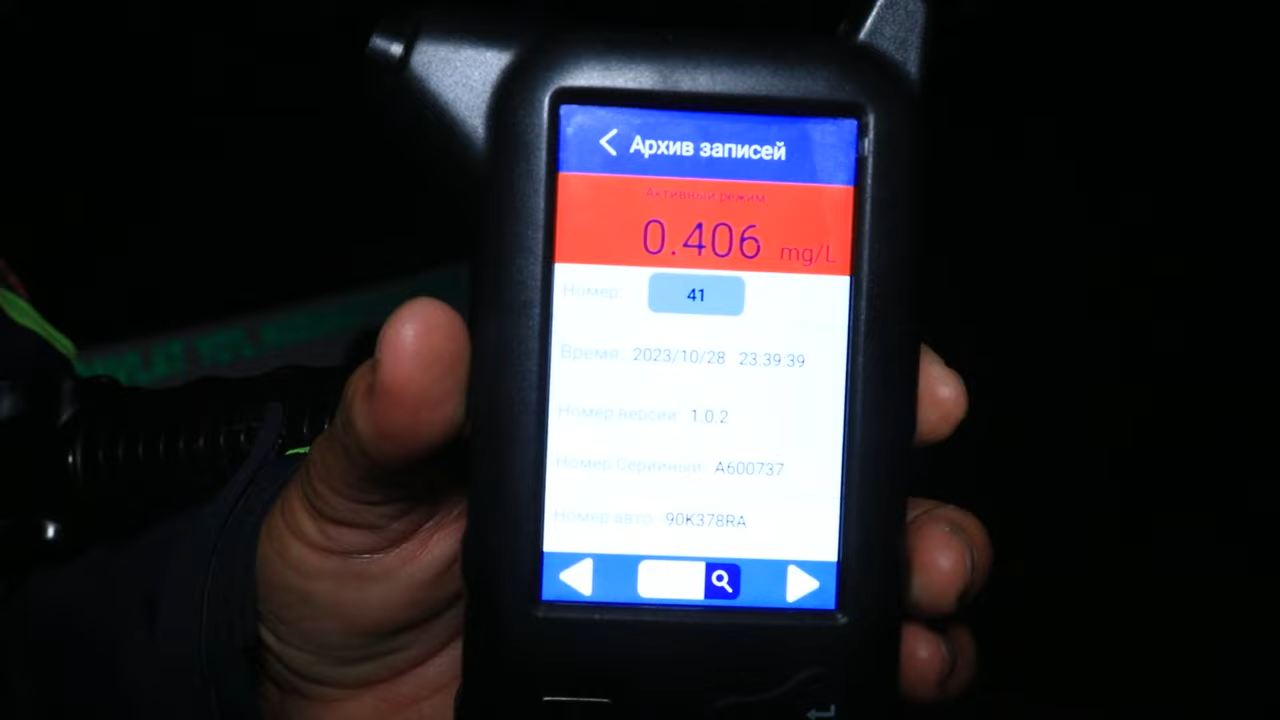 Архив записей
Активный режим
0.406 mg/L
Номер: 41
Время: 2023/10/28 23:39:39
Номер версии: 1.0.2
Номер Серийный: A600737
Номер авто: 90K378RA